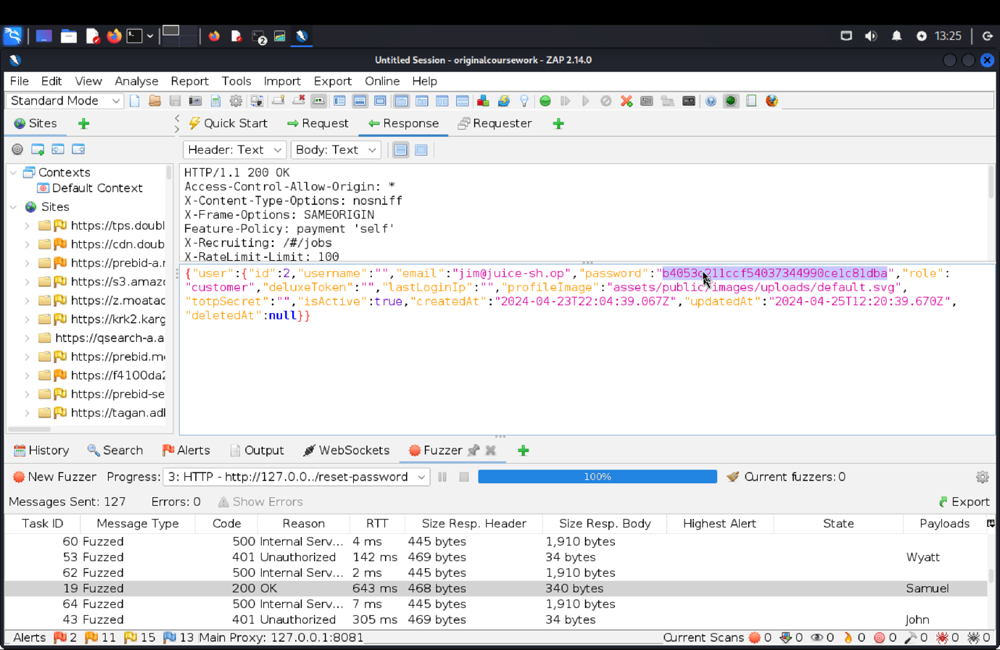 2
13:25
Untitled Session - originalcoursework - ZAP 2.14.0
File Edit View Analyse Report Tools Import Export Online Help
Standard Mode
Sites
Quick Start
Request
Response
Requester
Header: Text
Body: Text
Contexts
Default Context
Sites
https://tps.doubl
https://cdn.doub
https://prebid-a.r
https://s3.amazo
https://z.moatac
https://krk2.karg
https://qsearch-a.a
https://prebid.me
https://f4100da2
https://prebid-se
https://tagan.adl
HTTP/1.1 200 OK
Access-Control-Allow-Origin: *
X-Content-Type-Options: nosniff
X-Frame-Options: SAMEORIGIN
Feature-Policy: payment 'self'
X-Recruiting: /#/jobs
X-RateLimit-Limit: 100
{"user":{"id":2,"username":"","email":"jim@juice-sh.op","password":"b4053c211ccf54037344990ce1c81dba","role":
"customer","deluxeToken":"","lastLoginIp":"","profileImage":"assets/public/images/uploads/default.svg",
"totpSecret":"","isActive":true,"createdAt":"2024-04-23T22:04:39.067Z","updatedAt":"2024-04-25T12:20:39.670Z",
"deletedAt":null}}
History Search Alerts Output WebSockets Fuzzer
New Fuzzer Progress: 3: HTTP - http://127.0.0../reset-password 100% Current fuzzers: 0
Messages Sent: 127 Errors: 0 Show Errors Export
Task ID Message Type Code Reason RTT Size Resp. Header Size Resp. Body Highest Alert State Payloads
60 Fuzzed 500 Internal Serv... 4 ms 445 bytes 1,910 bytes
53 Fuzzed 401 Unauthorized 142 ms 469 bytes 34 bytes Wyatt
62 Fuzzed 500 Internal Serv... 2 ms 445 bytes 1,910 bytes
19 Fuzzed 200 OK 643 ms 468 bytes 340 bytes Samuel
64 Fuzzed 500 Internal Serv... 7 ms 445 bytes 1,910 bytes
43 Fuzzed 401 Unauthorized 305 ms 469 bytes 34 bytes John
Alerts 2 11 15 13 Main Proxy: 127.0.0.1:8081 Current Scans 0 0 0 0 0 0 0 0